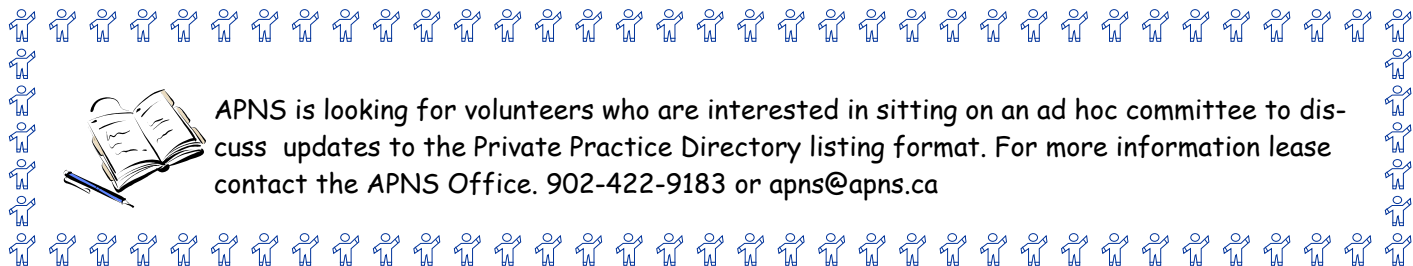 APNS is looking for volunteers who are interested in sitting on an ad hoc committee to dis-
cuss  updates to the Private Practice Directory listing format. For more information lease
contact the APNS Office. 902-422-9183 or apns@apns.ca